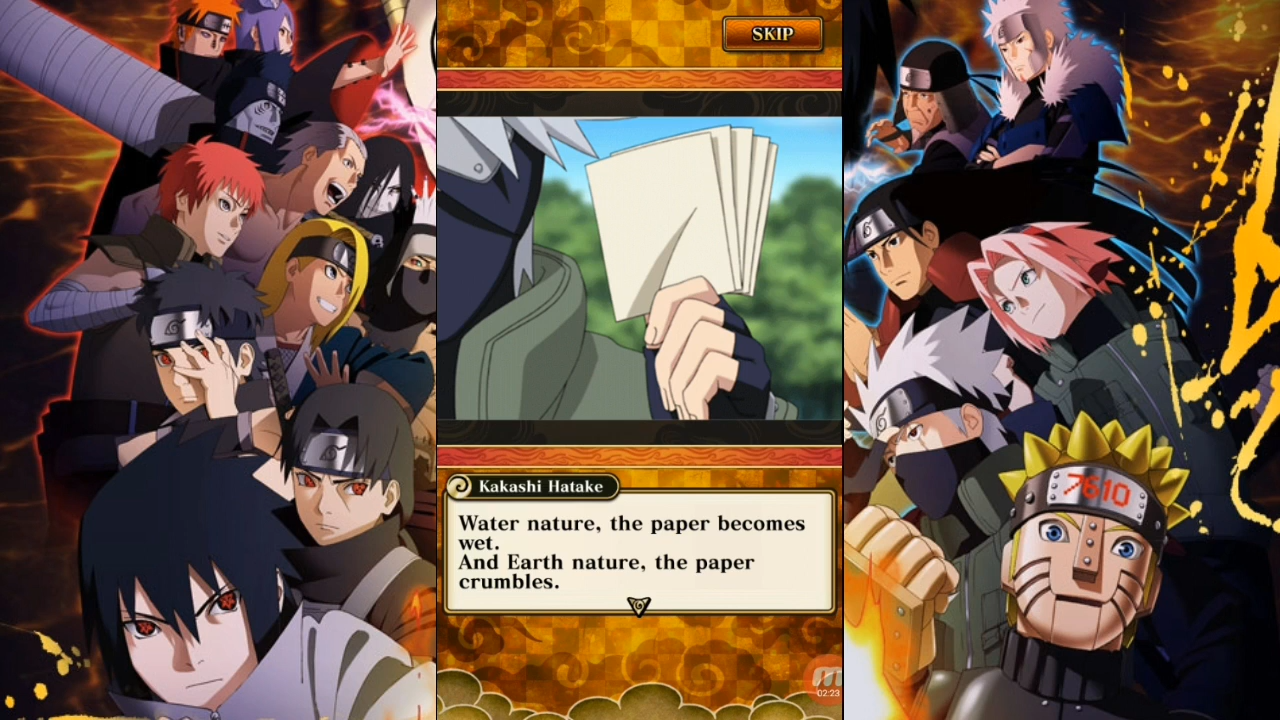 SKIP
Kakashi Hatake
Water nature, the paper becomes
wet.
And Earth nature, the paper
crumbles.
7610
02:23